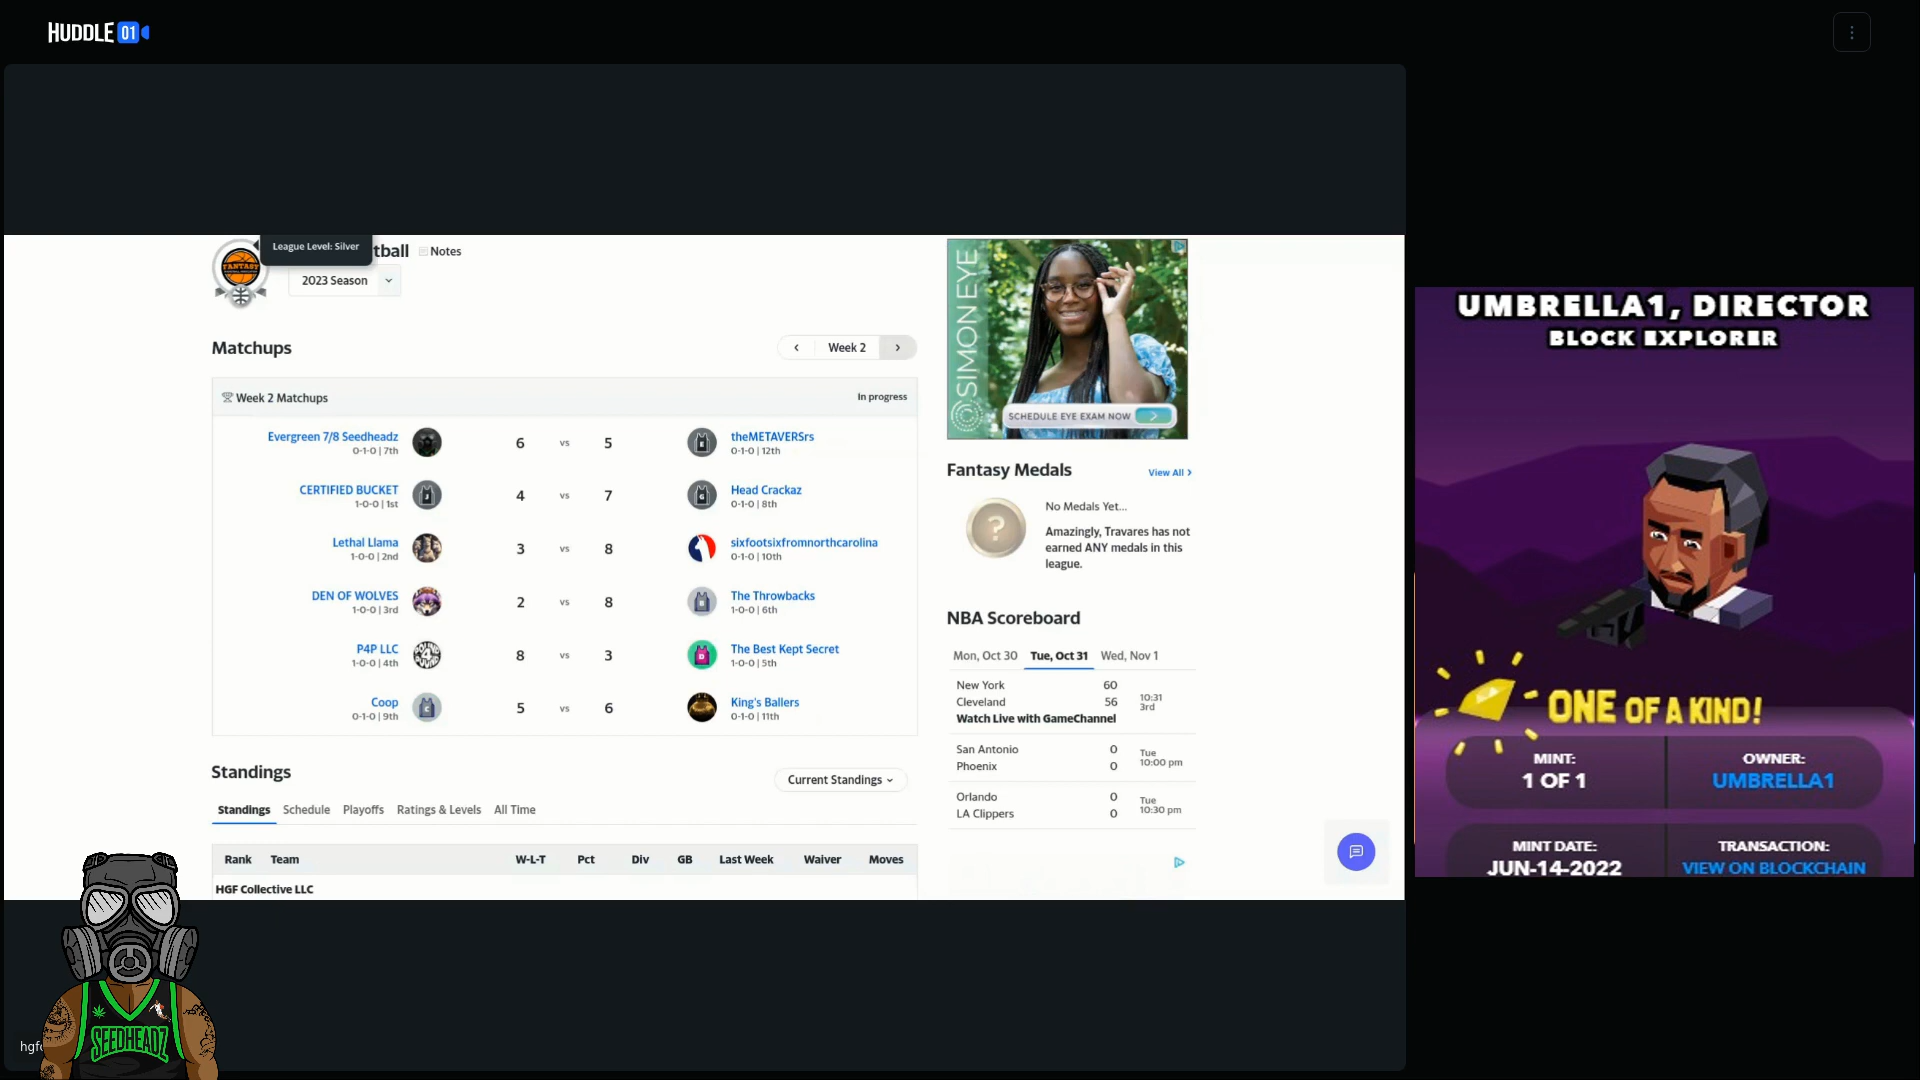 HUDDLE 01
League Level: Silver
tball
Notes
FANTASY
2023 Season
Matchups
Week 2
Week 2 Matchups
In progress
Evergreen 7/8 Seedheadz
0-1-0 | 7th
6 vs 5
theMETAVERSrs
0-1-0 | 12th
CERTIFIED BUCKET
1-0-0 | 1st
4 vs 7
Head Crackaz
0-1-0 | 8th
Lethal Llama
1-0-0 | 2nd
3 vs 8
sixfootsixfromnorthcarolina
0-1-0 | 10th
DEN OF WOLVES
1-0-0 | 3rd
2 vs 8
The Throwbacks
1-0-0 | 6th
P4P LLC
1-0-0 | 4th
8 vs 3
The Best Kept Secret
1-0-0 | 5th
Coop
0-1-0 | 9th
5 vs 6
King's Ballers
0-1-0 | 11th
Standings
Current Standings
Standings Schedule Playoffs Ratings & Levels All Time
Rank Team W-L-T Pct Div GB Last Week Waiver Moves
HGF Collective LLC
SIMON EYE
SCHEDULE EYE EXAM NOW
Fantasy Medals
View All
?
No Medals Yet...
Amazingly, Travares has not
earned ANY medals in this
league.
NBA Scoreboard
Mon, Oct 30 Tue, Oct 31 Wed, Nov 1
New York 60
Cleveland 56
10:31
3rd
Watch Live with GameChannel
San Antonio 0
Phoenix 0
Tue
10:00 pm
Orlando 0
LA Clippers 0
Tue
10:30 pm
UMBRELLA1, DIRECTOR
BLOCK EXPLORER
ONE OF A KIND!
MINT:
1 OF 1
OWNER:
UMBRELLA1
MINT DATE:
JUN-14-2022
TRANSACTION:
VIEW ON BLOCKCHAIN
SEEDHEADZ
hgf